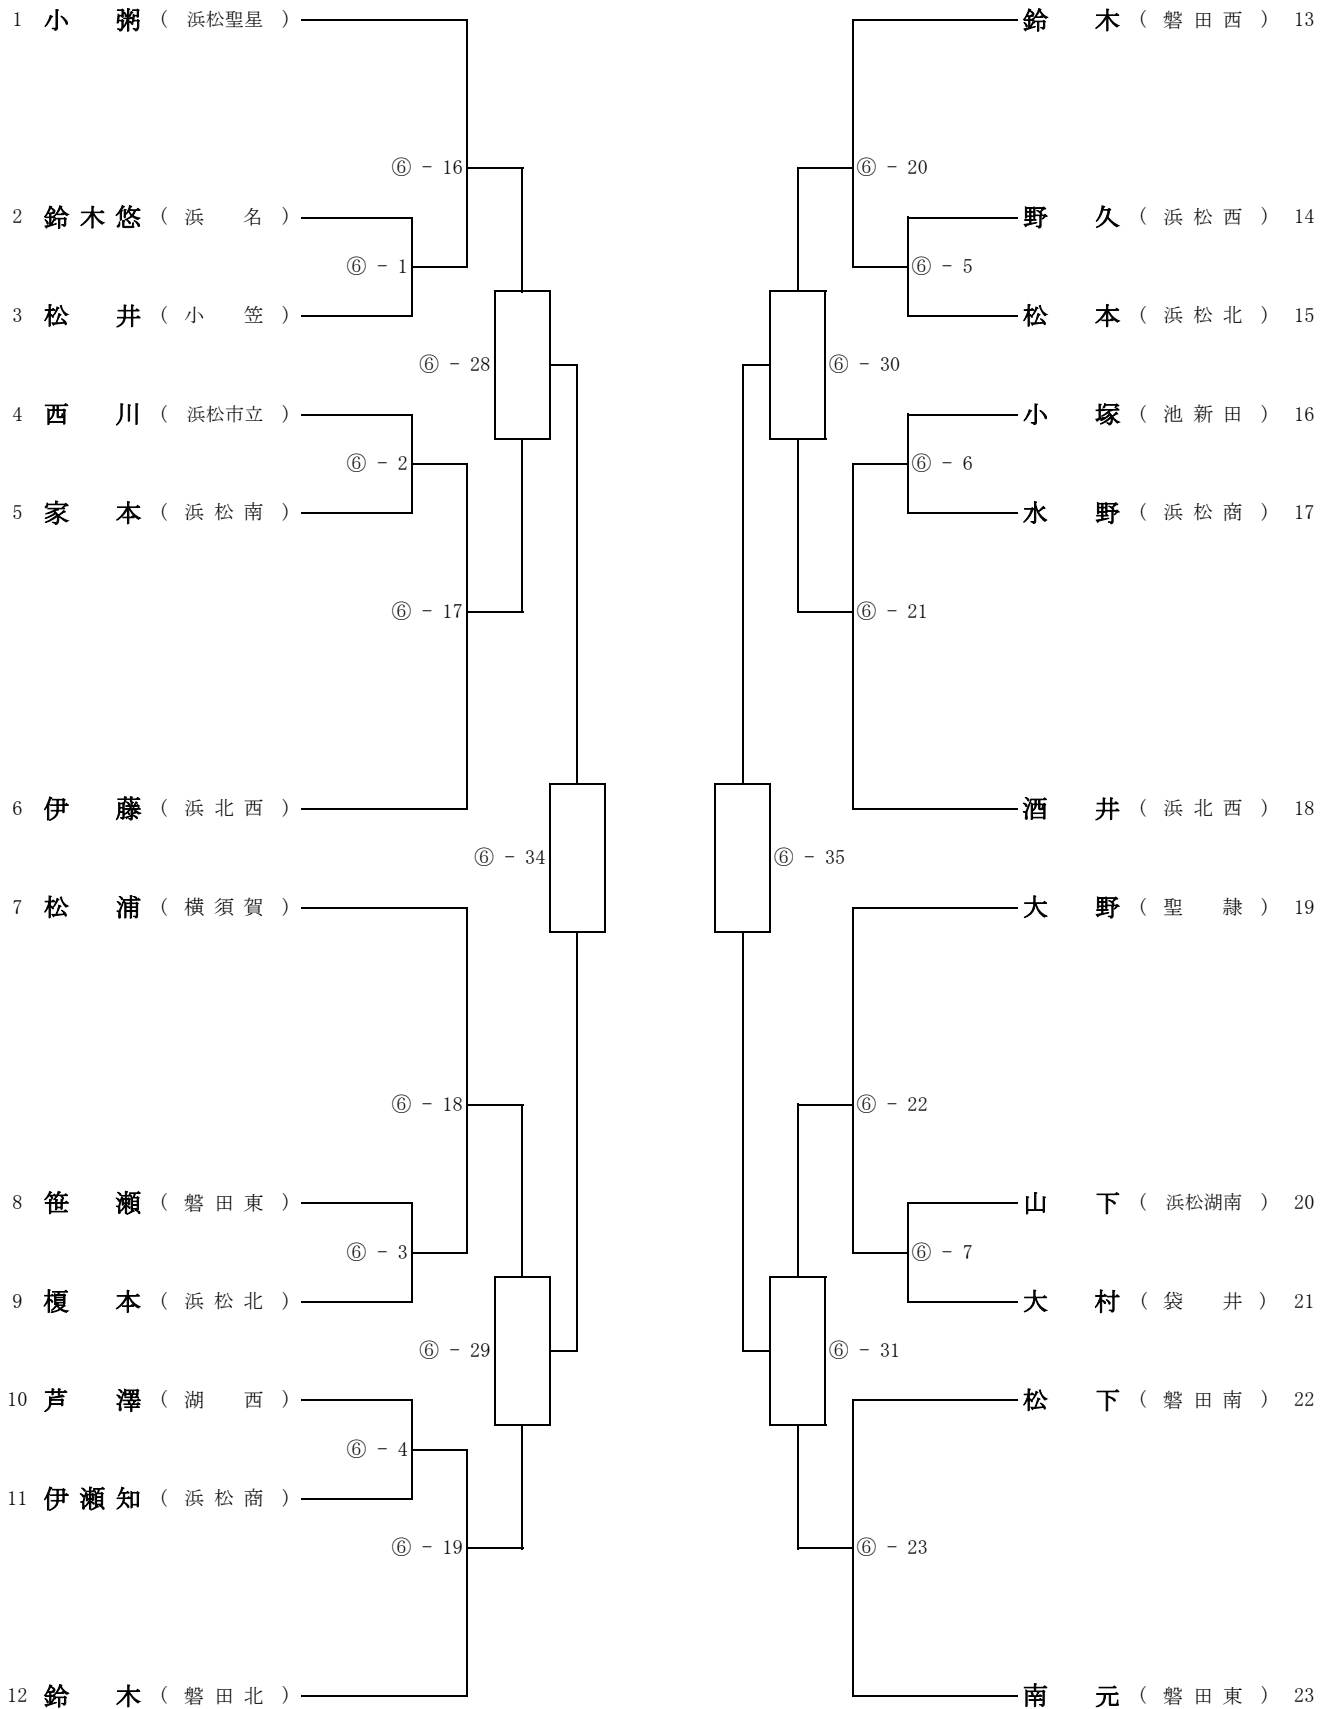 1 小 粥 ( 浜松聖星 ) 鈴 木 ( 磐 田 西 ) 13
⑥ - 16 ⑥ - 20
2 鈴 木 悠 ( 浜 名 ) 野 久 ( 浜 松 西 ) 14
⑥ - 1 ⑥ - 5
3 松 井 ( 小 笠 ) 松 本 ( 浜 松 北 ) 15
⑥ - 28 ⑥ - 30
4 西 川 ( 浜松市立 ) 小 塚 ( 池 新 田 ) 16
⑥ - 2 ⑥ - 6
5 家 本 ( 浜 松 南 ) 水 野 ( 浜 松 商 ) 17
⑥ - 17 ⑥ - 21
6 伊 藤 ( 浜 北 西 ) 酒 井 ( 浜 北 西 ) 18
⑥ - 34 ⑥ - 35
7 松 浦 ( 横 須 賀 ) 大 野 ( 聖 隷 ) 19
⑥ - 18 ⑥ - 22
8 笹 瀬 ( 磐 田 東 ) 山 下 ( 浜松湖南 ) 20
⑥ - 3 ⑥ - 7
9 榎 本 ( 浜 松 北 ) 大 村 ( 袋 井 ) 21
⑥ - 29 ⑥ - 31
10 芦 澤 ( 湖 西 ) 松 下 ( 磐 田 南 ) 22
⑥ - 4
11 伊 瀬 知 ( 浜 松 商 )
⑥ - 19 ⑥ - 23
12 鈴 木 ( 磐 田 北 ) 南 元 ( 磐 田 東 ) 23